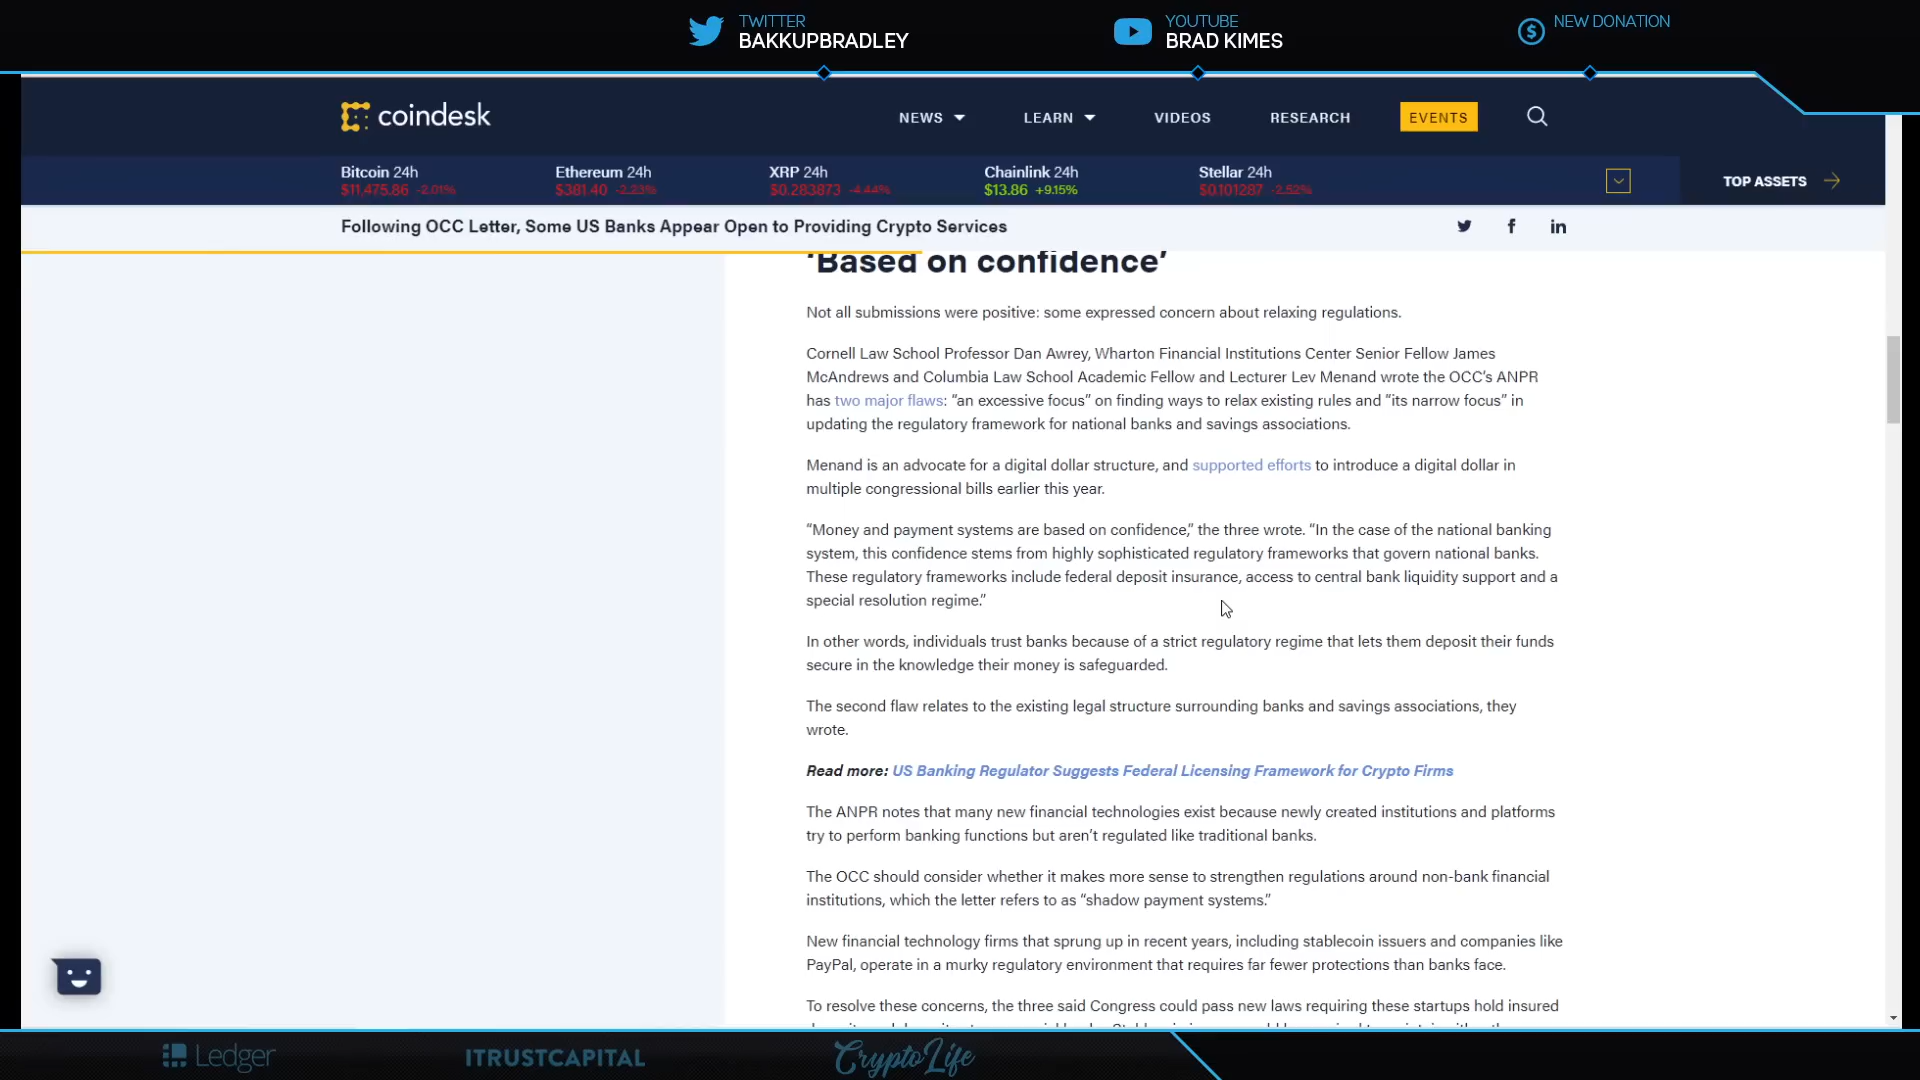 TWITTER
BAKKUPBRADLEY
YOUTUBE
BRAD KIMES
NEW DONATION
coindesk
NEWS
LEARN
VIDEOS
RESEARCH
EVENTS
Bitcoin 24h
$11,475.86 -2.01%
Ethereum 24h
$381.40 -2.23%
XRP 24h
$0.283873 -4.44%
Chainlink 24h
$13.86 +9.15%
Stellar 24h
$0.101287 -2.52%
TOP ASSETS
Following OCC Letter, Some US Banks Appear Open to Providing Crypto Services
‘Based on confidence’
Not all submissions were positive: some expressed concern about relaxing regulations.
Cornell Law School Professor Dan Awrey, Wharton Financial Institutions Center Senior Fellow James
McAndrews and Columbia Law School Academic Fellow and Lecturer Lev Menand wrote the OCC’s ANPR
has two major flaws: “an excessive focus” on finding ways to relax existing rules and “its narrow focus” in
updating the regulatory framework for national banks and savings associations.
Menand is an advocate for a digital dollar structure, and supported efforts to introduce a digital dollar in
multiple congressional bills earlier this year.
“Money and payment systems are based on confidence,” the three wrote. “In the case of the national banking
system, this confidence stems from highly sophisticated regulatory frameworks that govern national banks.
These regulatory frameworks include federal deposit insurance, access to central bank liquidity support and a
special resolution regime.”
In other words, individuals trust banks because of a strict regulatory regime that lets them deposit their funds
secure in the knowledge their money is safeguarded.
The second flaw relates to the existing legal structure surrounding banks and savings associations, they
wrote.
Read more: US Banking Regulator Suggests Federal Licensing Framework for Crypto Firms
The ANPR notes that many new financial technologies exist because newly created institutions and platforms
try to perform banking functions but aren’t regulated like traditional banks.
The OCC should consider whether it makes more sense to strengthen regulations around non-bank financial
institutions, which the letter refers to as “shadow payment systems.”
New financial technology firms that sprung up in recent years, including stablecoin issuers and companies like
PayPal, operate in a murky regulatory environment that requires far fewer protections than banks face.
To resolve these concerns, the three said Congress could pass new laws requiring these startups hold insured
Ledger
ITRUSTCAPITAL
CryptoLife